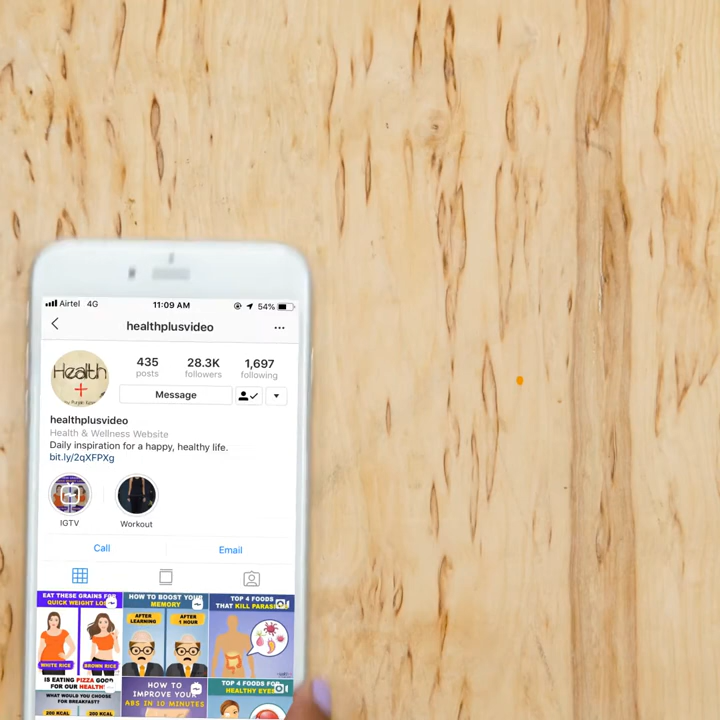 Airtel 4G 11:09 AM 54%
healthplusvideo
435 28.3K 1,697
posts followers following
Health
+
Message
healthplusvideo
Health & Wellness Website
Daily inspiration for a happy, healthy life.
bit.ly/2qXFPXg
IGTV Workout
Call Email
EAT THESE GRAINS FOR
QUICK WEIGHT
WHITE RICE BROWN RICE
HOW TO BOOST YOUR
MEMORY
AFTER LEARNING AFTER 1 HOUR
TOP 4 FOODS
THAT KILL
IS EATING PIZZA GOOD
FOR OUR HEALTH
WHAT WOULD YOU CHOOSE
FOR BREAKFAST?
200 KCAL 200 KCAL
HOW TO
IMPROVE YOUR
ABS IN 10 MINUTES
TOP 4 FOODS FOR
HEALTHY EYES